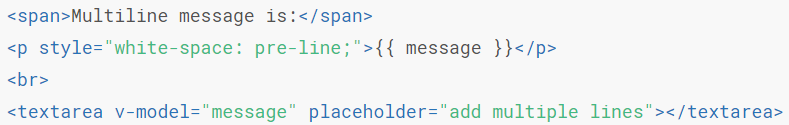 <span>Multiline message is:</span>
<p style="white-space: pre-line;">{{ message }}</p>
<br>
<textarea v-model="message" placeholder="add multiple lines"></textarea>